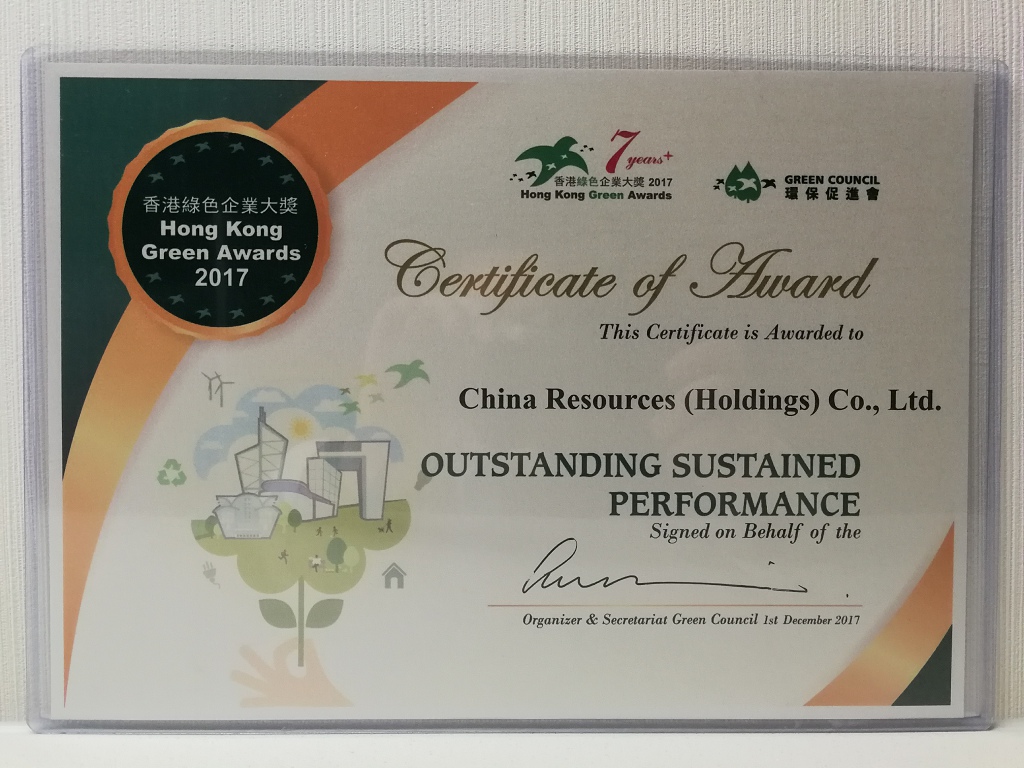 香港綠色企業大獎
Hong Kong
Green Awards
2017
7 years+
香港綠色企業大獎 2017
Hong Kong Green Awards
GREEN COUNCIL
環保促進會
Certificate of Award
This Certificate is Awarded to
China Resources (Holdings) Co., Ltd.
OUTSTANDING SUSTAINED
PERFORMANCE
Signed on Behalf of the
Organizer & Secretariat Green Council 1st December 2017